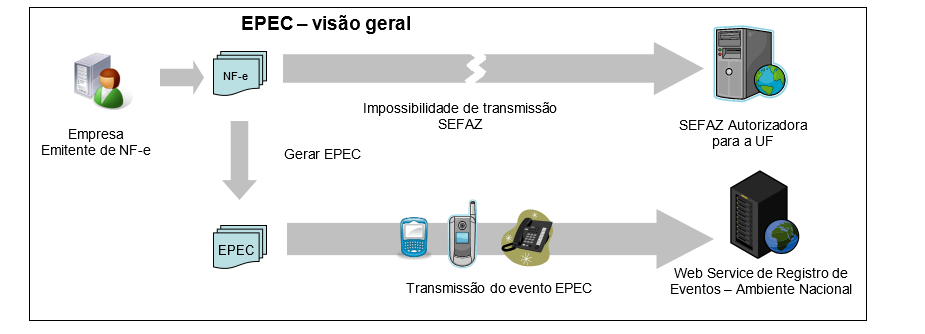 EPEC – visão geral
NF-e
Impossibilidade de transmissão
SEFAZ
Empresa
Emitente de NF-e
SEFAZ Autorizadora
para a UF
Gerar EPEC
EPEC
Transmissão do evento EPEC
Web Service de Registro de
Eventos – Ambiente Nacional